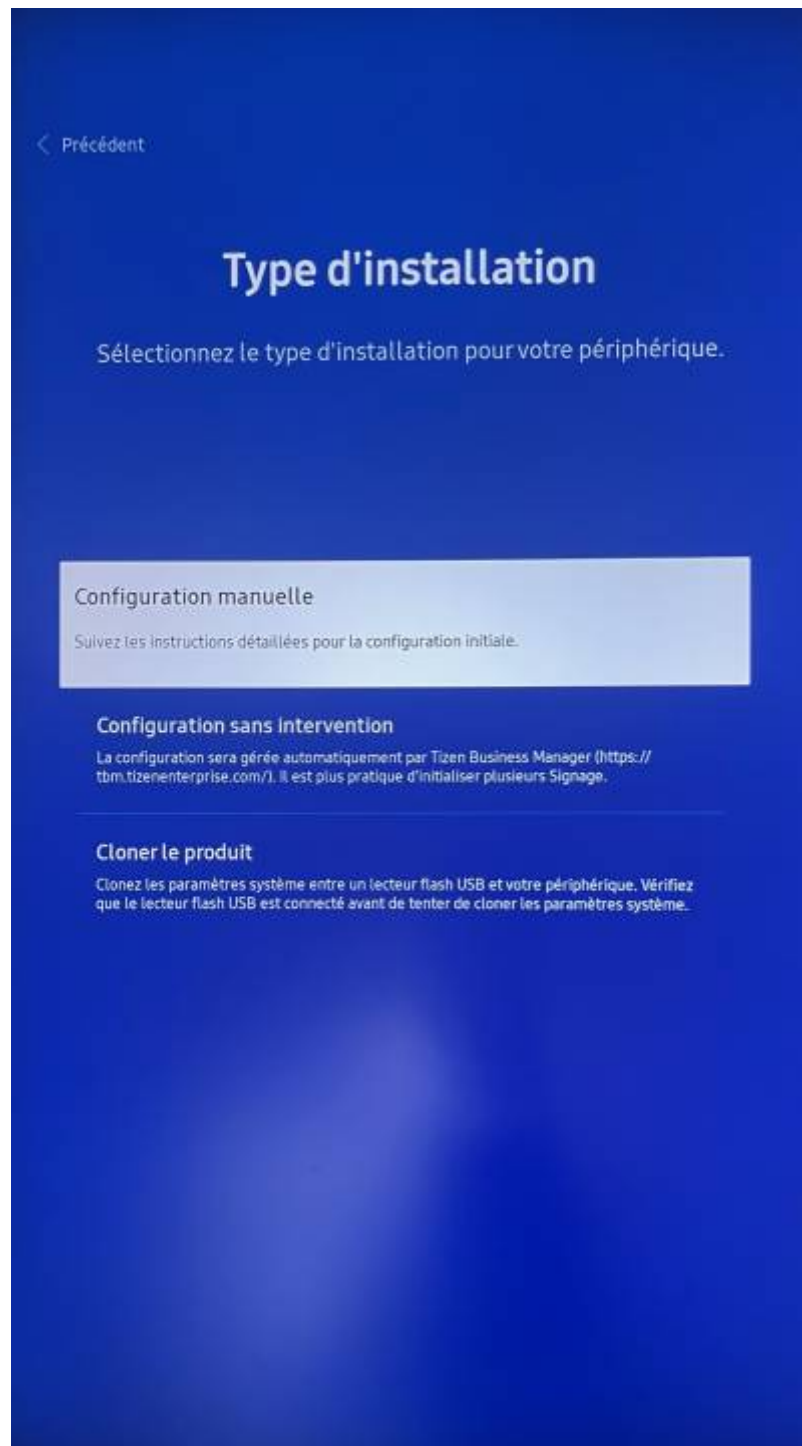 < Précédent
Type d'installation
Sélectionnez le type d'installation pour votre périphérique.
Configuration manuelle
Suivez les instructions détaillées pour la configuration initiale.
Configuration sans intervention
La configuration sera gérée automatiquement par Tizen Business Manager (https://
tbm.tizenenterprise.com/). Il est plus pratique d'initialiser plusieurs Signage.
Cloner le produit
Clonez les paramètres système entre un lecteur flash USB et votre périphérique. Vérifiez
que le lecteur flash USB est connecté avant de tenter de cloner les paramètres système.